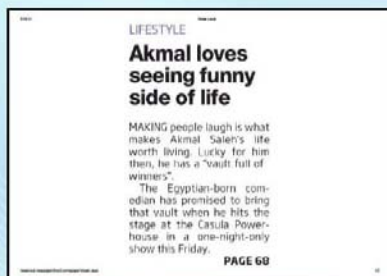 LIFESTYLE
Akmal loves
seeing funny
side of life
MAKING people laugh is what
makes Akmal Saleh's life
worth living. Lucky for him
then, he has a "vault full of
winners".
The Egyptian-born com-
edian has promised to bring
that vault when he hits the
stage at the Casula Power-
house in a one-night-only
show this Friday.
PAGE 68